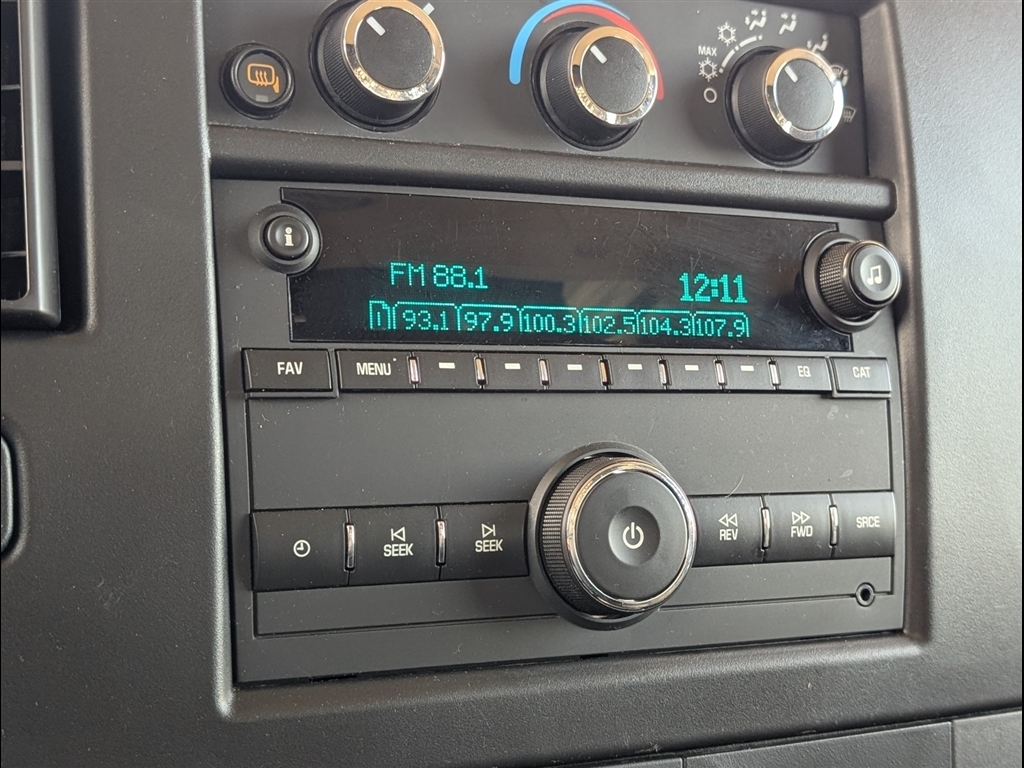 MAX
FM 88.1 12:11
93.1 97.9 100.3 102.5 104.3 107.9
FAV MENU EQ CAT
SEEK SEEK REV FWD SRCE